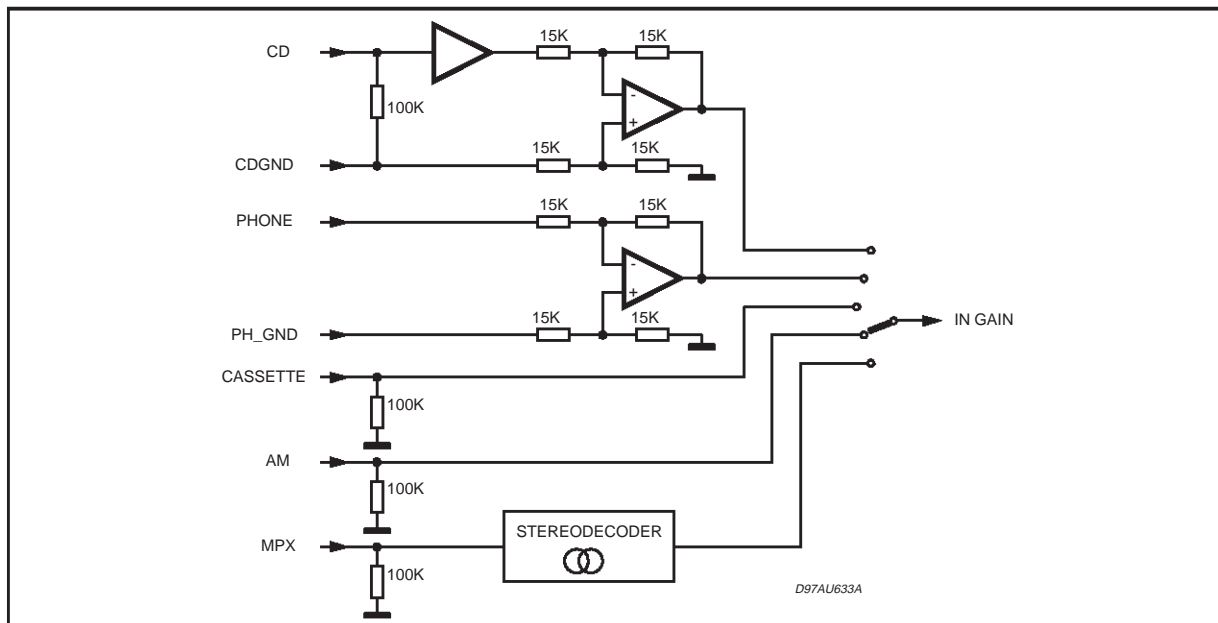 CD
15K
15K
100K
-
+
CDGND
15K
15K
PHONE
15K
15K
-
+
PH_GND
15K
15K
IN GAIN
CASSETTE
100K
AM
100K
MPX
STEREODECODER
100K
D97AU633A